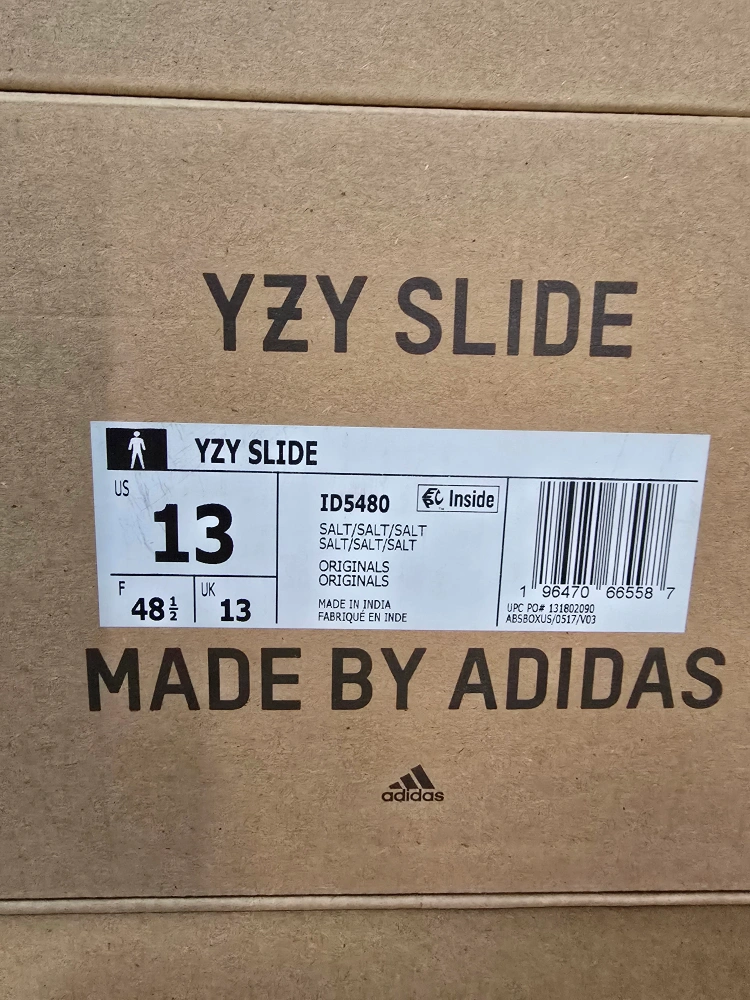 YZY SLIDE
YZY SLIDE
US
13
F
48 ½
UK
13
ID5480
Inside
SALT/SALT/SALT
SALT/SALT/SALT
ORIGINALS
ORIGINALS
MADE IN INDIA
FABRIQUÉ EN INDE
1 96470 66558 7
UPC PO# 131802090
ABSBOXUS/0517/V03
MADE BY ADIDAS
adidas